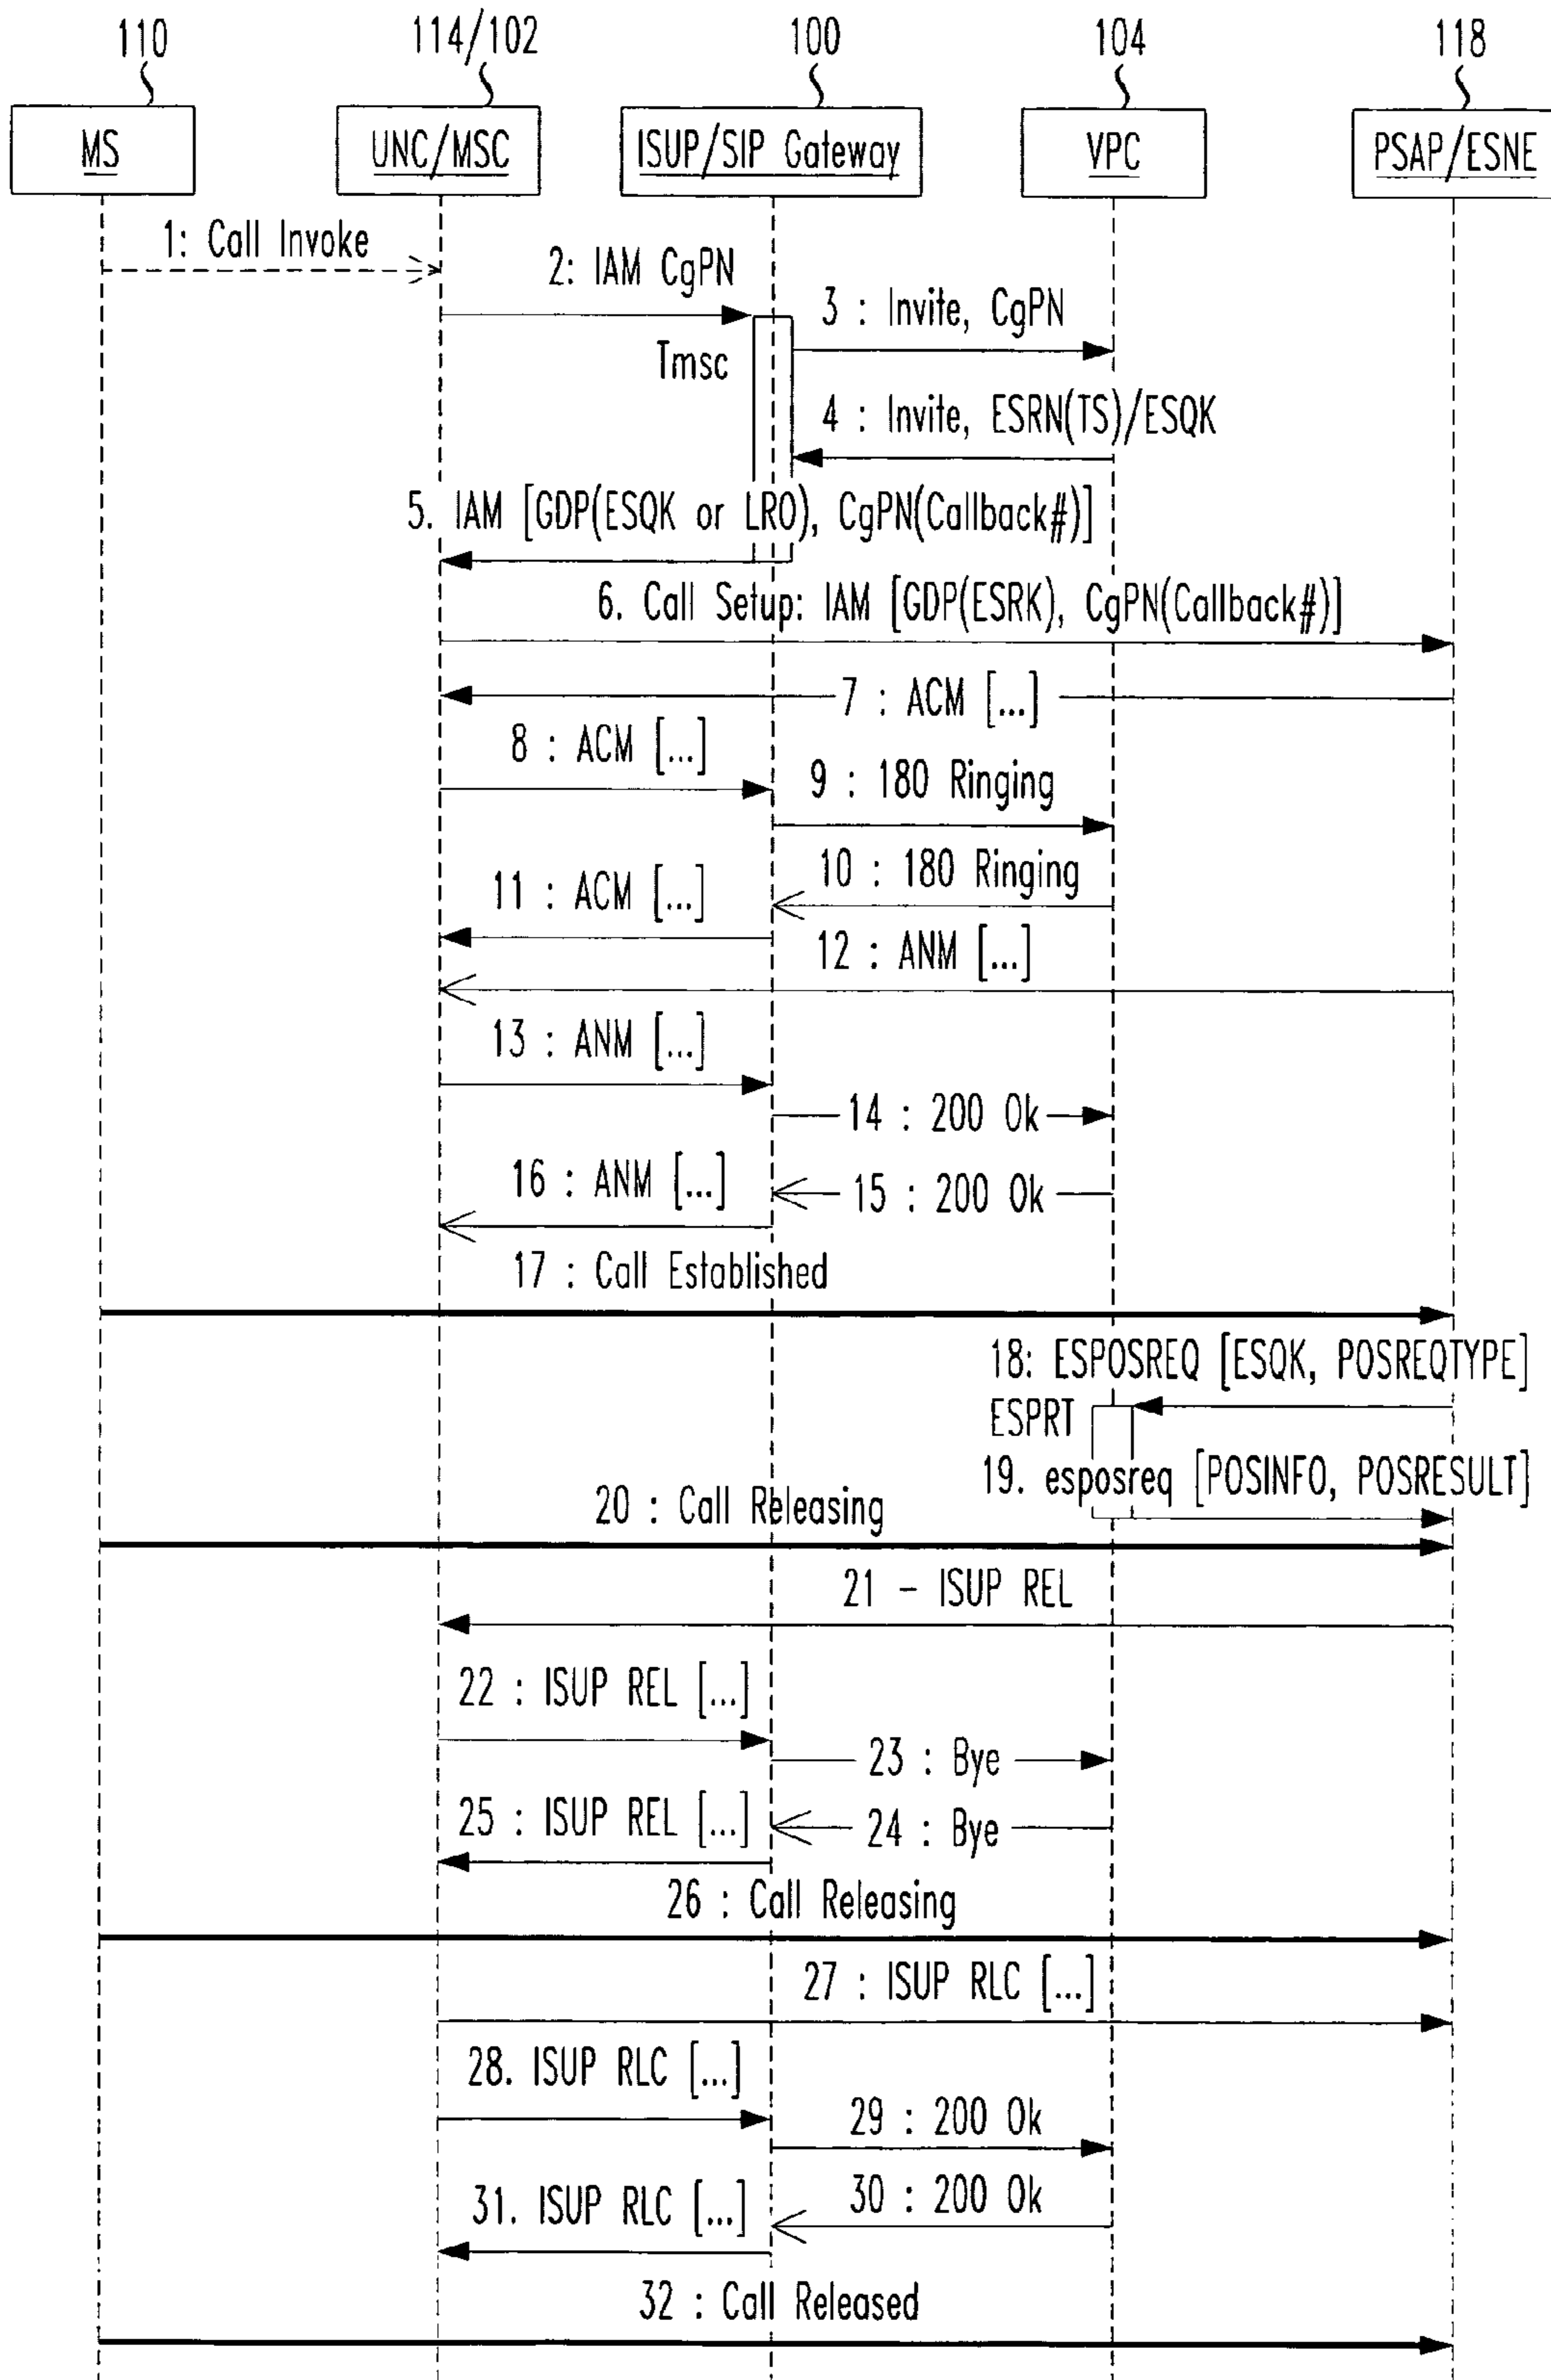 110
114/102
100
104
118
MS
UNC/MSC
ISUP/SIP Gateway
VPC
PSAP/ESNE
1: Call Invoke
2: IAM CgPN
3 : Invite, CgPN
Tmsc
4 : Invite, ESRN(TS)/ESQK
5. IAM [GDP(ESQK or LRO), CgPN(Callback#)]
6. Call Setup: IAM [GDP(ESRK), CgPN(Callback#)]
7 : ACM [...]
8 : ACM [...]
9 : 180 Ringing
10 : 180 Ringing
11 : ACM [...]
12 : ANM [...]
13 : ANM [...]
14 : 200 Ok
16 : ANM [...]
15 : 200 Ok
17 : Call Established
18: ESPOSREQ [ESQK, POSREQTYPE]
ESPRT
19. esposreq [POSINFO, POSRESULT]
20 : Call Releasing
21 - ISUP REL
22 : ISUP REL [...]
23 : Bye
25 : ISUP REL [...]
24 : Bye
26 : Call Releasing
27 : ISUP RLC [...]
28. ISUP RLC [...]
29 : 200 Ok
30 : 200 Ok
31. ISUP RLC [...]
32 : Call Released